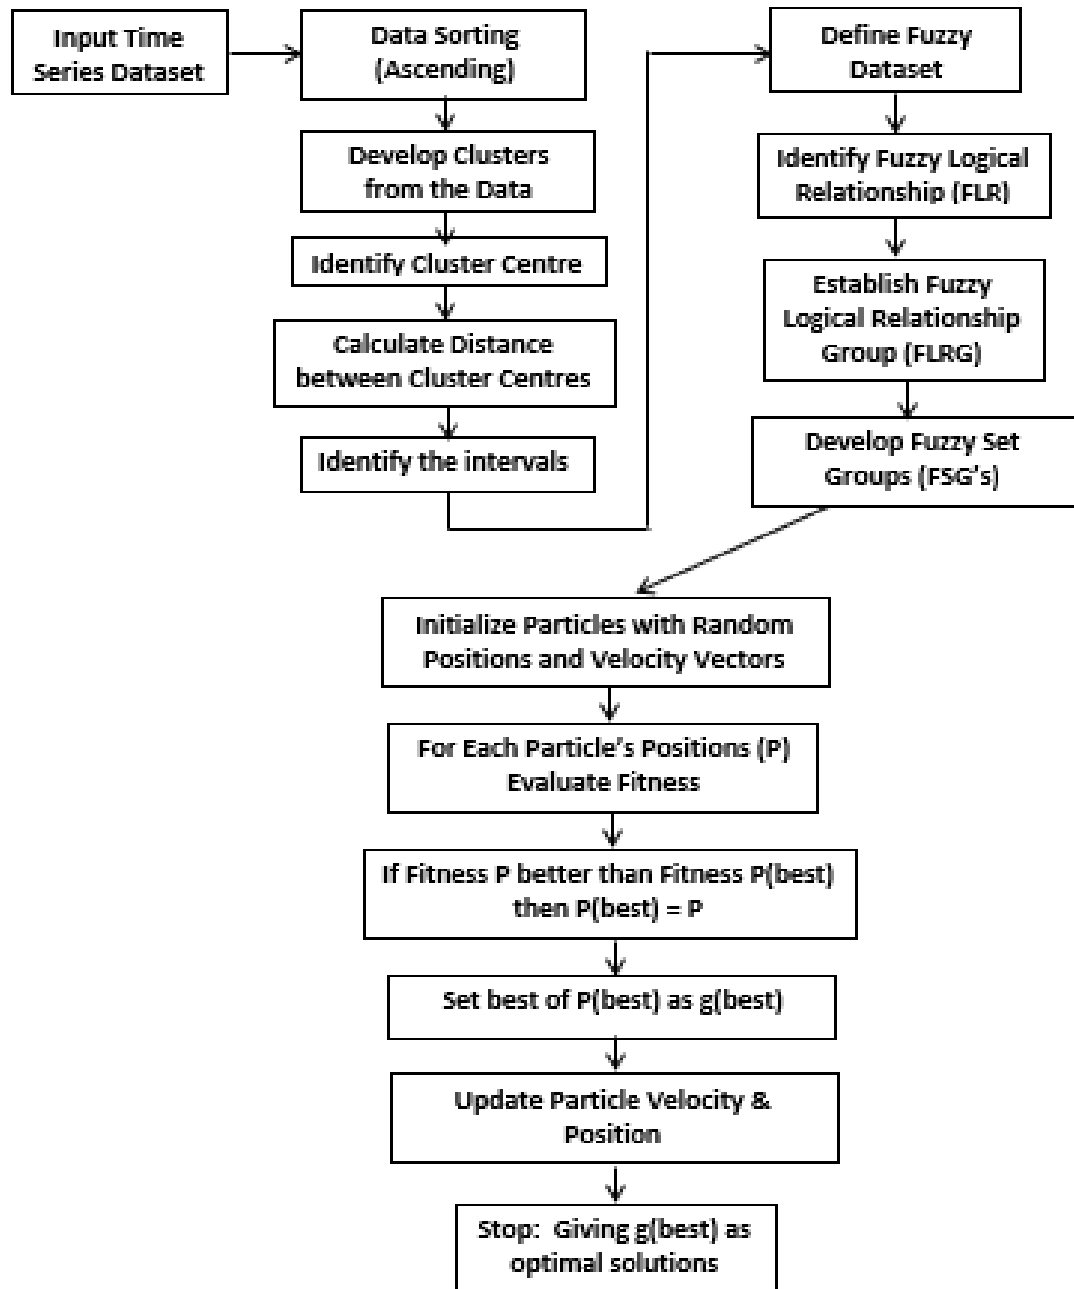 Input Time
Series Dataset
Data Sorting
(Ascending)
Develop Clusters
from the Data
Identify Cluster Centre
Calculate Distance
between Cluster Centres
Identify the intervals
Define Fuzzy
Dataset
Identify Fuzzy Logical
Relationship (FLR)
Establish Fuzzy
Logical Relationship
Group (FLRG)
Develop Fuzzy Set
Groups (FSG's)
Initialize Particles with Random
Positions and Velocity Vectors
For Each Particle's Positions (P)
Evaluate Fitness
If Fitness P better than Fitness P(best)
then P(best) = P
Set best of P(best) as g(best)
Update Particle Velocity &
Position
Stop: Giving g(best) as
optimal solutions